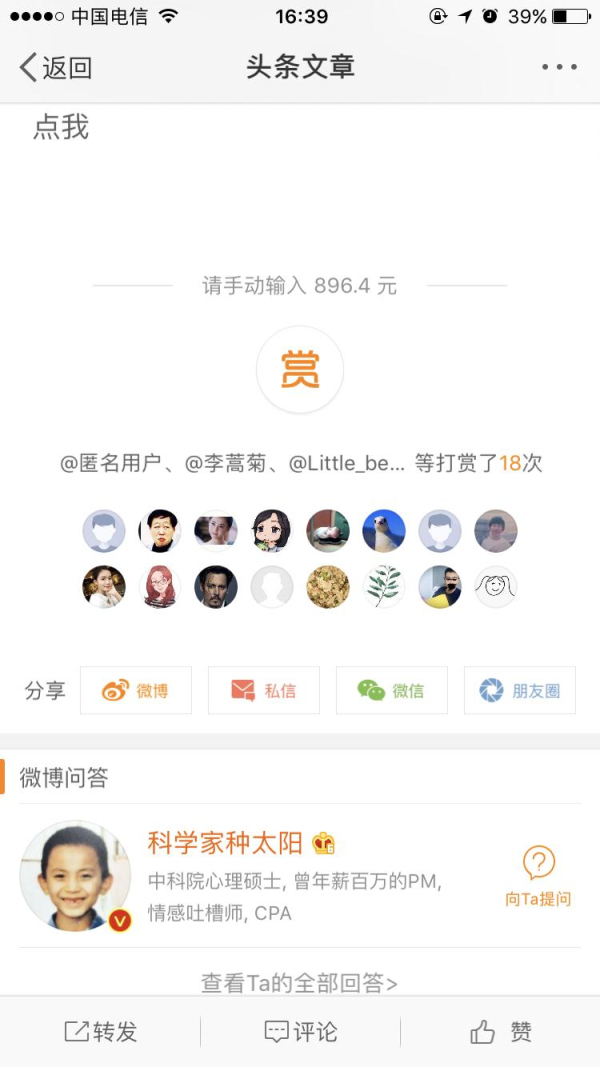 中国电信 16:39 39%
返回 头条文章
点我
请手动输入 896.4 元
赏
@匿名用户、@李蒿菊、@Little_be... 等打赏了18次
分享 微博 私信 微信 朋友圈
微博问答
科学家种太阳
中科院心理硕士, 曾年薪百万的PM,
情感吐槽师, CPA
向Ta提问
查看Ta的全部回答>
转发 评论 赞